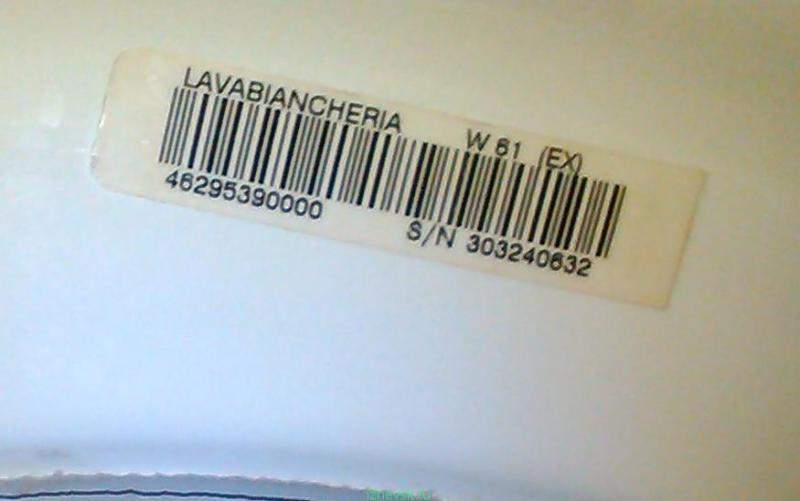 LAVABIANCHERIA W 61 (EX)
46295390000 S/N 303240632